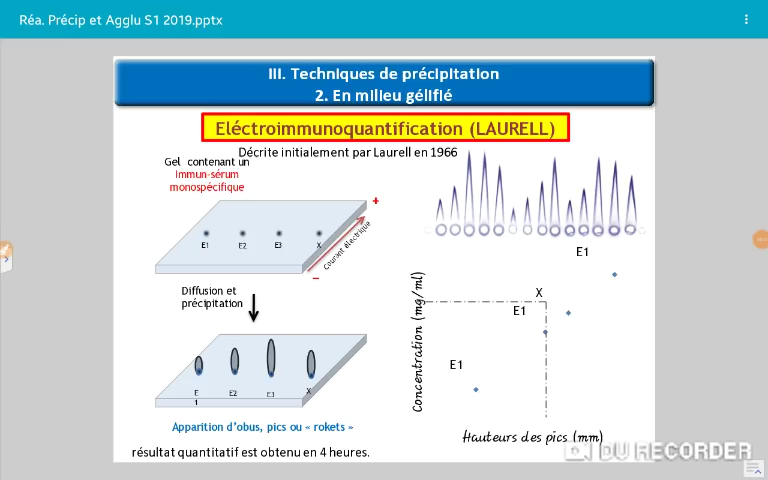 Réa. Précip et Agglu S1 2019.pptx
III. Techniques de précipitation
2. En milieu gélifié
Eléctroimmunoquantification (LAURELL)
Décrite initialement par Laurell en 1966
Gel contenant un
Immun-sérum
monospécifique
+
E1 E2 E3 X
Courant électrique
–
Diffusion et
précipitation
E
1
E2 E3 X
Apparition d'obus, pics ou « rokets »
résultat quantitatif est obtenu en 4 heures.
E1
X
E1
E1
Concentration (mg/ml)
Hauteurs des pics (mm)
DU RECORDER